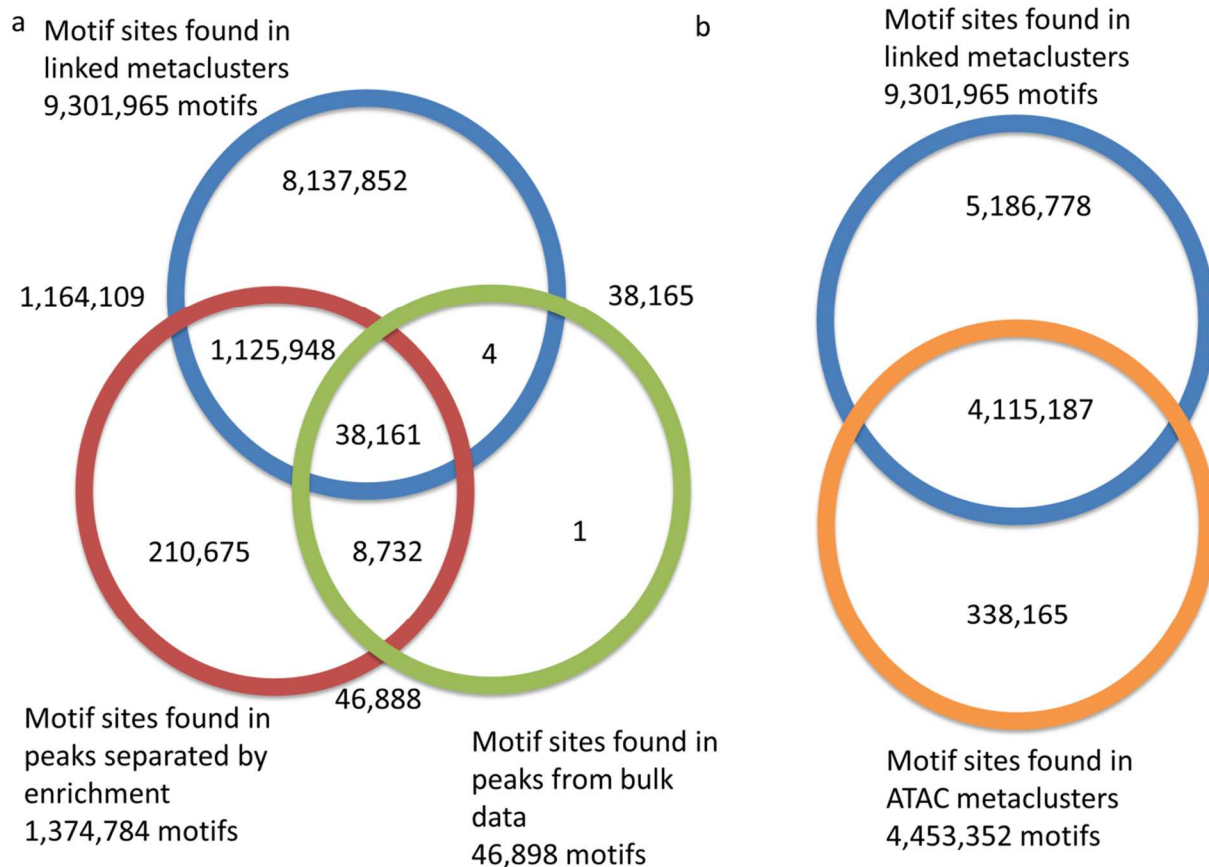 a
Motif sites found in
linked metaclusters
9,301,965 motifs
8,137,852
1,164,109
38,165
1,125,948
4
38,161
210,675
8,732
1
46,888
Motif sites found in
peaks separated by
enrichment
1,374,784 motifs
Motif sites found in
peaks from bulk
data
46,898 motifs
b
Motif sites found in
linked metaclusters
9,301,965 motifs
5,186,778
4,115,187
338,165
Motif sites found in
ATAC metaclusters
4,453,352 motifs